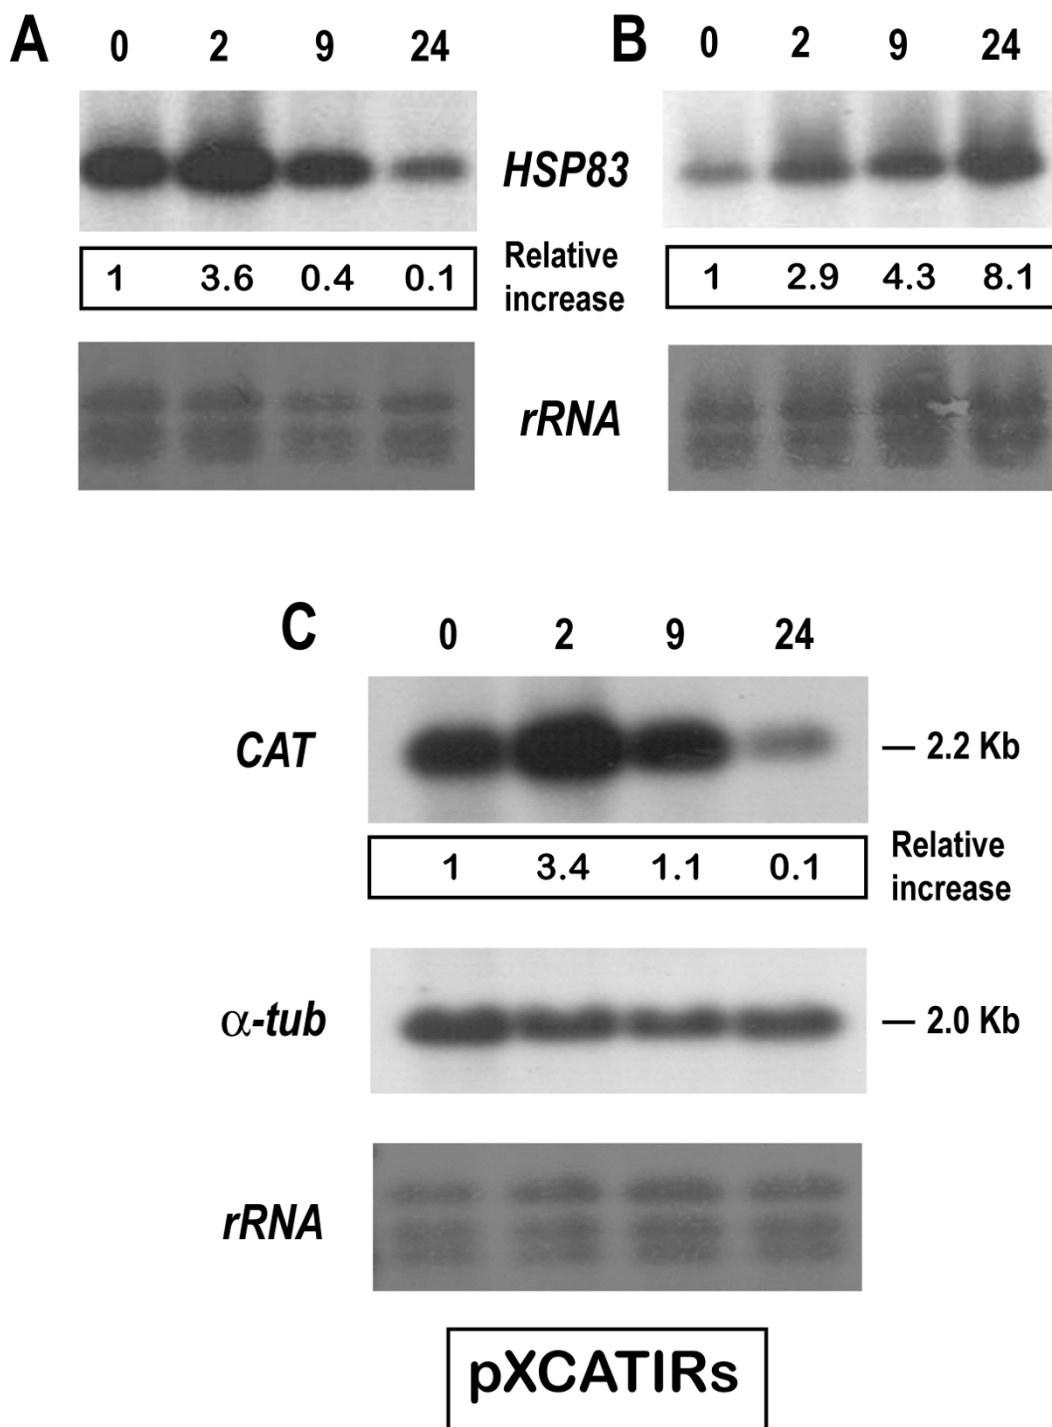 A 0 2 9 24
B 0 2 9 24
HSP83
1 3.6 0.4 0.1
Relative
increase
1 2.9 4.3 8.1
rRNA
C 0 2 9 24
CAT
— 2.2 Kb
1 3.4 1.1 0.1
Relative
increase
α-tub
— 2.0 Kb
rRNA
pXCATIRs